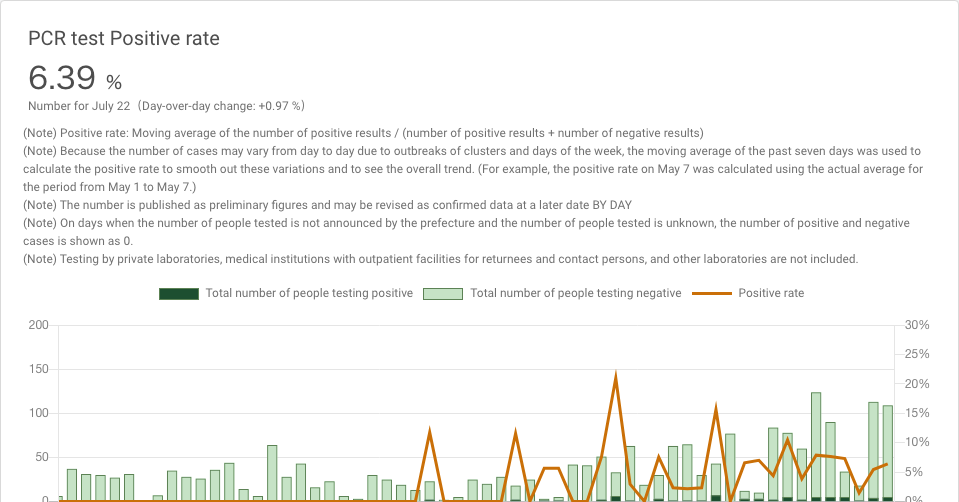 PCR test Positive rate
6.39 %
Number for July 22 (Day-over-day change: +0.97 %)
(Note) Positive rate: Moving average of the number of positive results / (number of positive results + number of negative results)
(Note) Because the number of cases may vary from day to day due to outbreaks of clusters and days of the week, the moving average of the past seven days was used to
calculate the positive rate to smooth out these variations and to see the overall trend. (For example, the positive rate on May 7 was calculated using the actual average for
the period from May 1 to May 7.)
(Note) The number is published as preliminary figures and may be revised as confirmed data at a later date BY DAY
(Note) On days when the number of people tested is not announced by the prefecture and the number of people tested is unknown, the number of positive and negative
cases is shown as 0.
(Note) Testing by private laboratories, medical institutions with outpatient facilities for returnees and contact persons, and other laboratories are not included.
Total number of people testing positive Total number of people testing negative Positive rate
200 30%
25%
150
20%
100 15%
10%
50
5%
0 0%